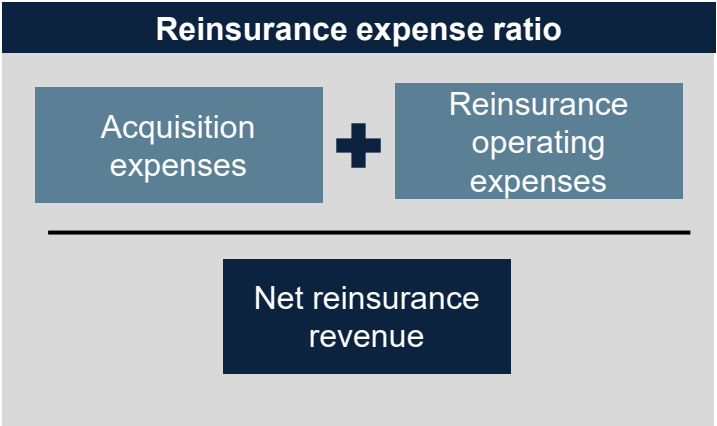 Reinsurance expense ratio
Acquisition
expenses
Reinsurance
operating
expenses
Net reinsurance
revenue